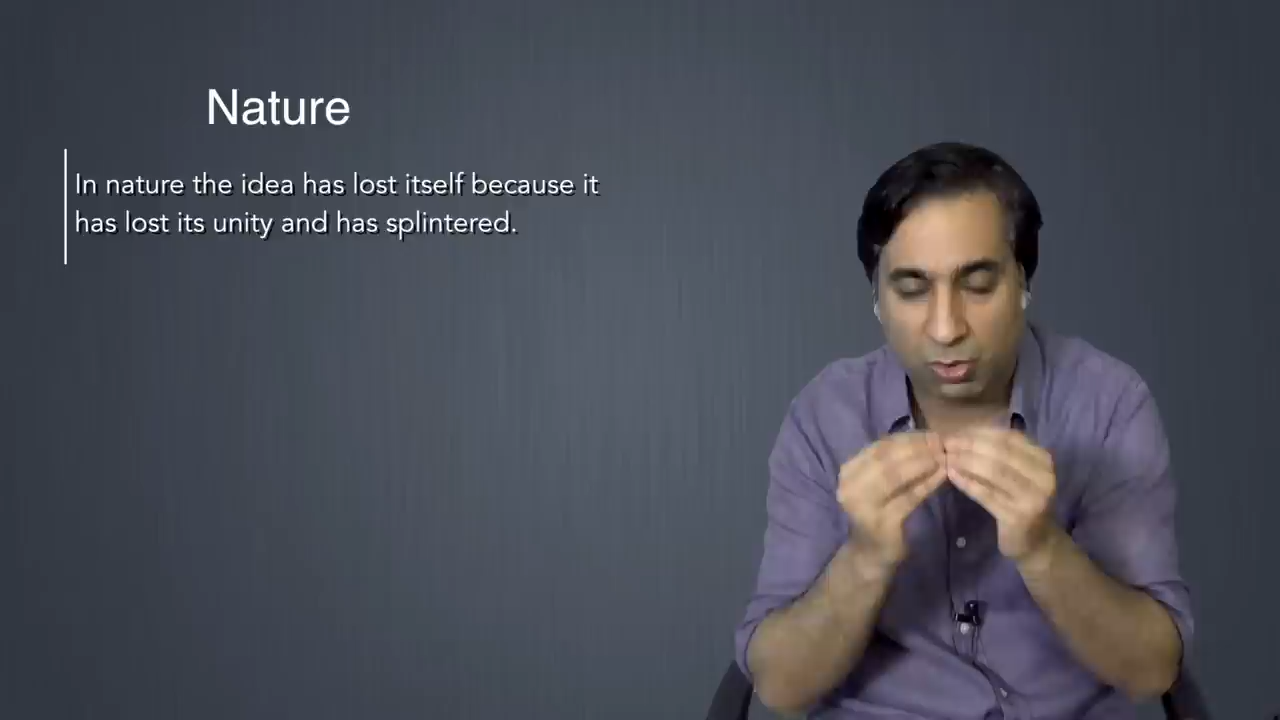 Nature
In nature the idea has lost itself because it
has lost its unity and has splintered.